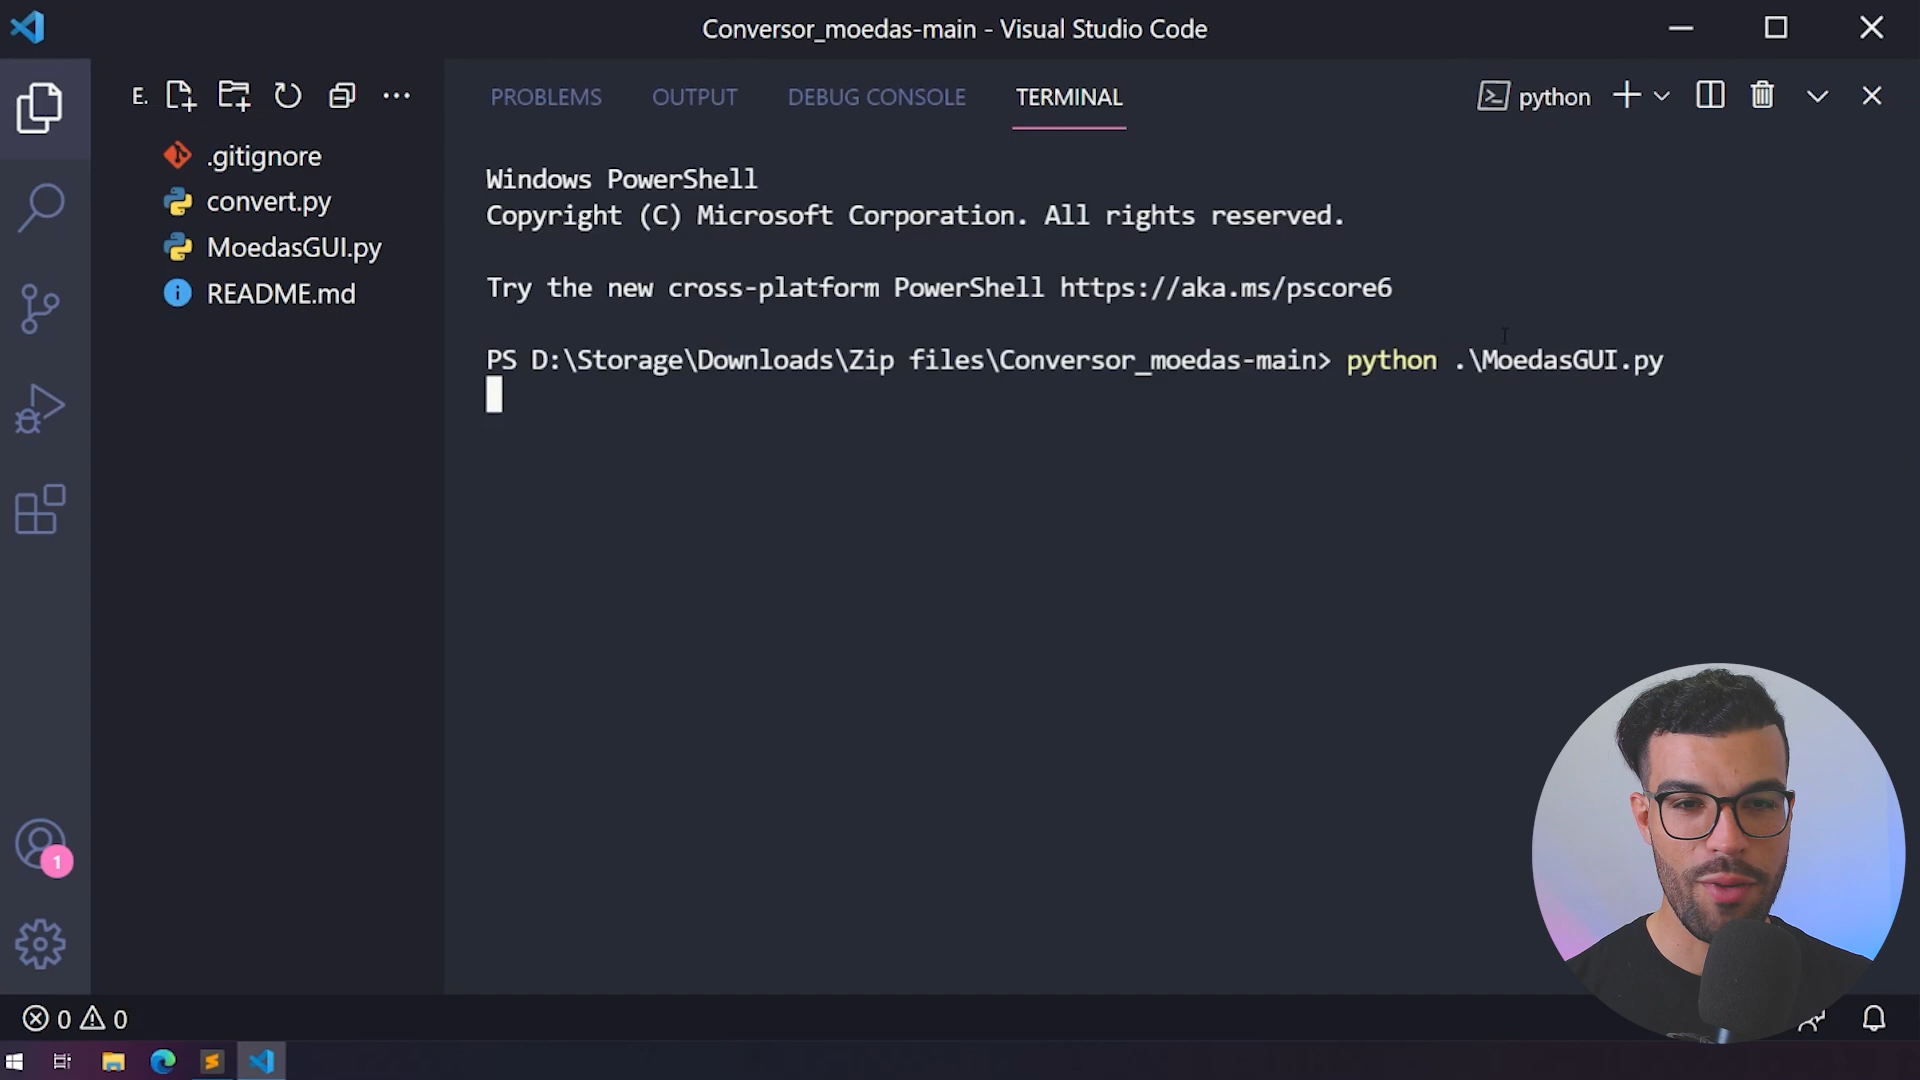 Conversor_moedas-main - Visual Studio Code
E.
PROBLEMS OUTPUT DEBUG CONSOLE TERMINAL
python
.gitignore
convert.py
MoedasGUI.py
README.md
Windows PowerShell
Copyright (C) Microsoft Corporation. All rights reserved.
Try the new cross-platform PowerShell https://aka.ms/pscore6
PS D:\Storage\Downloads\Zip files\Conversor_moedas-main> python .\MoedasGUI.py
1
0 0